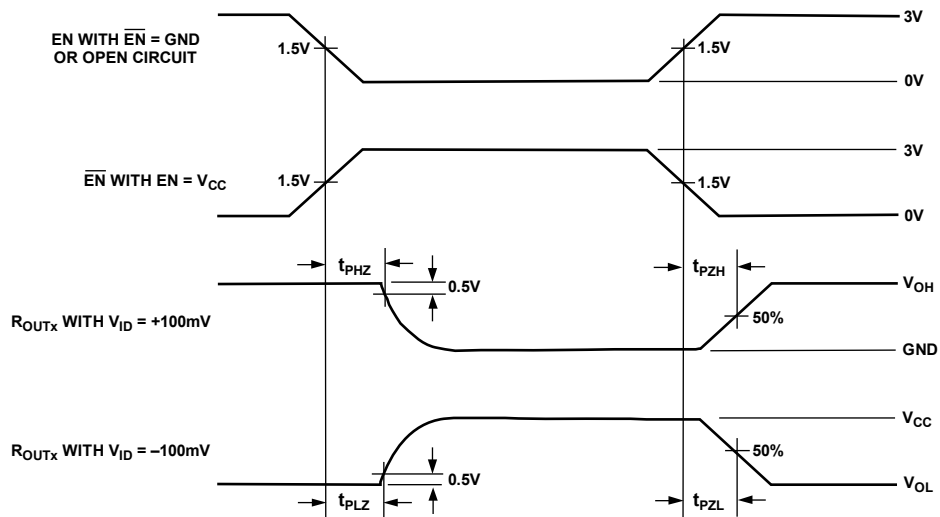 EN WITH E̅N̅ = GND
OR OPEN CIRCUIT
1.5V
1.5V
3V
0V
E̅N̅ WITH EN = VCC
1.5V
1.5V
3V
0V
tPHZ
0.5V
tPZH
VOH
ROUTx WITH VID = +100mV
50%
GND
VCC
ROUTx WITH VID = –100mV
0.5V
50%
VOL
tPLZ
tPZL